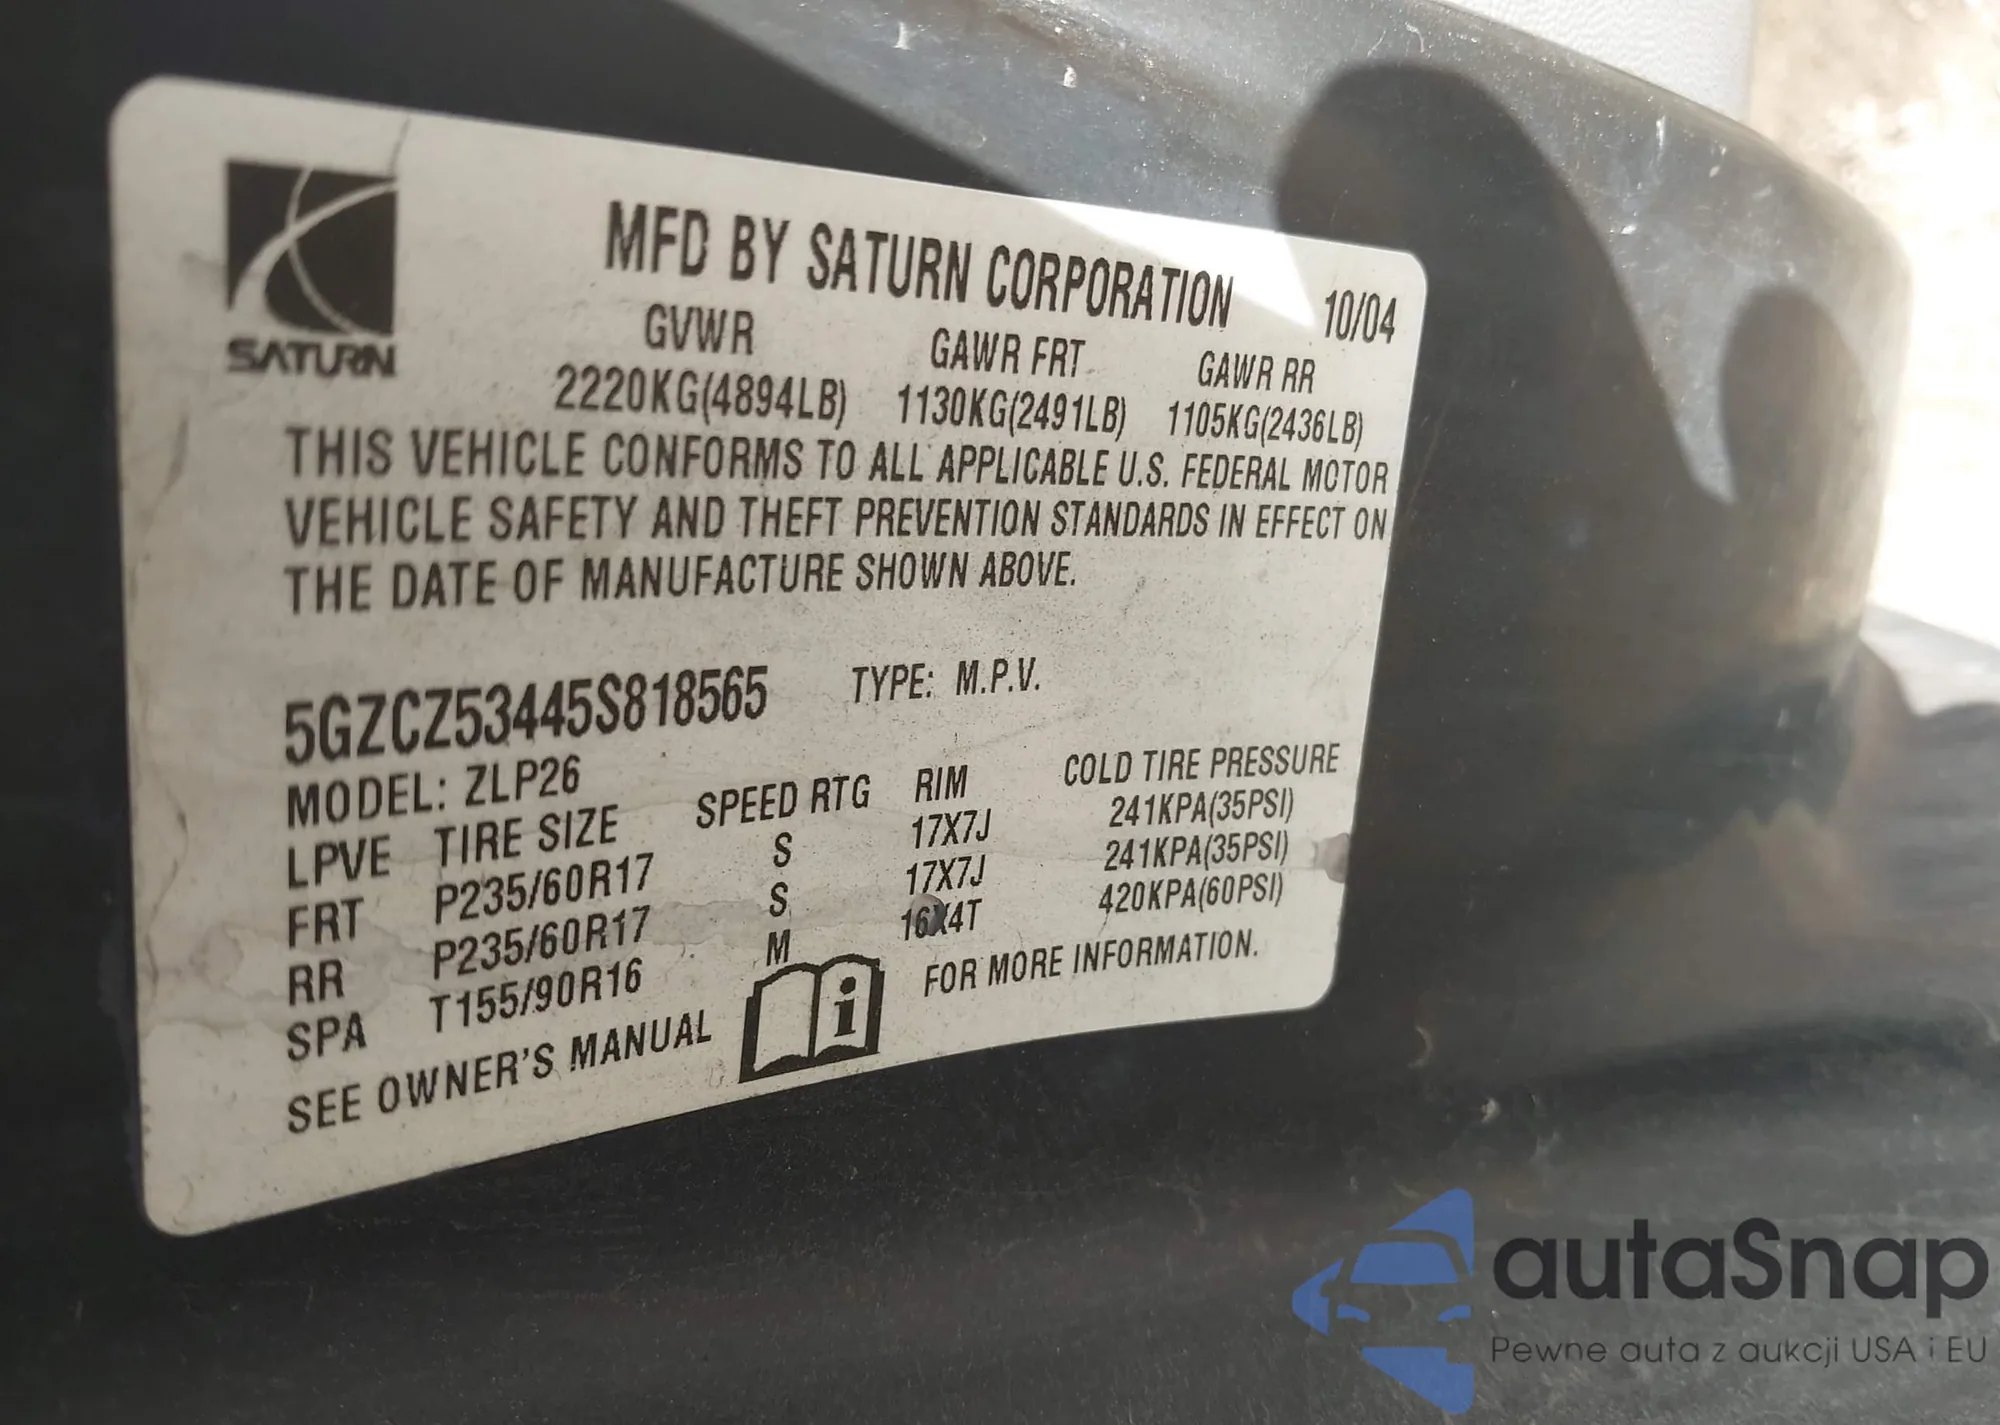 SATURN
MFD BY SATURN CORPORATION 10/04
GVWR GAWR FRT GAWR RR
2220KG(4894LB) 1130KG(2491LB) 1105KG(2436LB)
THIS VEHICLE CONFORMS TO ALL APPLICABLE U.S. FEDERAL MOTOR
VEHICLE SAFETY AND THEFT PREVENTION STANDARDS IN EFFECT ON
THE DATE OF MANUFACTURE SHOWN ABOVE.
5GZCZ53445S818565 TYPE: M.P.V.
MODEL: ZLP26
LPVE TIRE SIZE SPEED RTG RIM COLD TIRE PRESSURE
FRT P235/60R17 S 17X7J 241KPA(35PSI)
RR P235/60R17 S 17X7J 241KPA(35PSI)
SPA T155/90R16 M 16X4T 420KPA(60PSI)
SEE OWNER'S MANUAL i FOR MORE INFORMATION.
autaSnap
Pewne auta z aukcji USA i EU